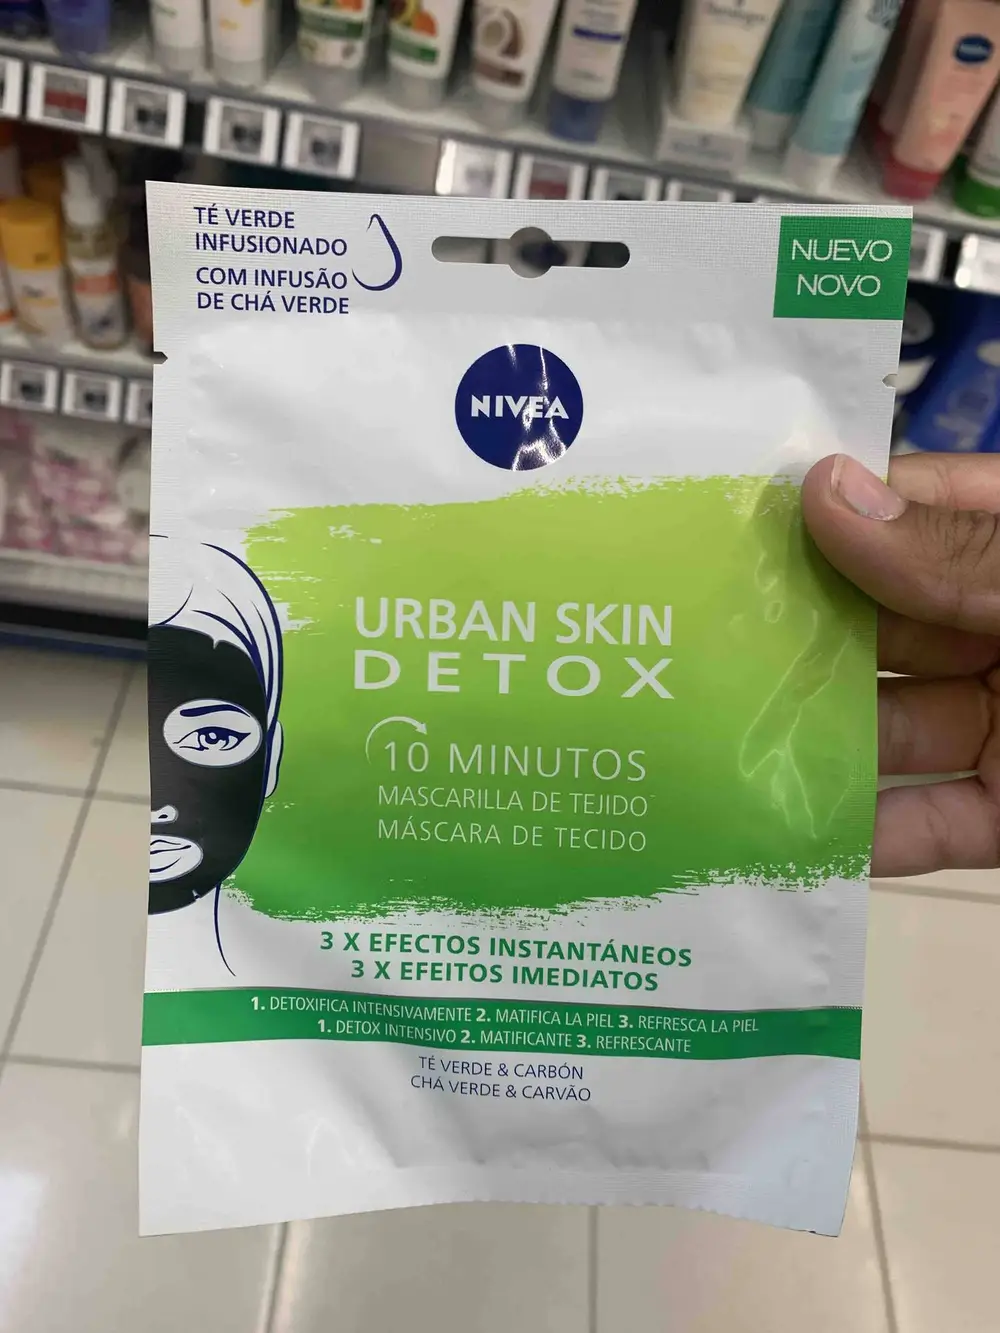 TÉ VERDE
INFUSIONADO
COM INFUSÃO
DE CHÁ VERDE
NUEVO
NOVO
NIVEA
URBAN SKIN
DETOX
10 MINUTOS
MASCARILLA DE TEJIDO
MÁSCARA DE TECIDO
3 X EFECTOS INSTANTÁNEOS
3 X EFEITOS IMEDIATOS
1. DETOXIFICA INTENSIVAMENTE 2. MATIFICA LA PIEL 3. REFRESCA LA PIEL
1. DETOX INTENSIVO 2. MATIFICANTE 3. REFRESCANTE
TÉ VERDE & CARBÓN
CHÁ VERDE & CARVÃO